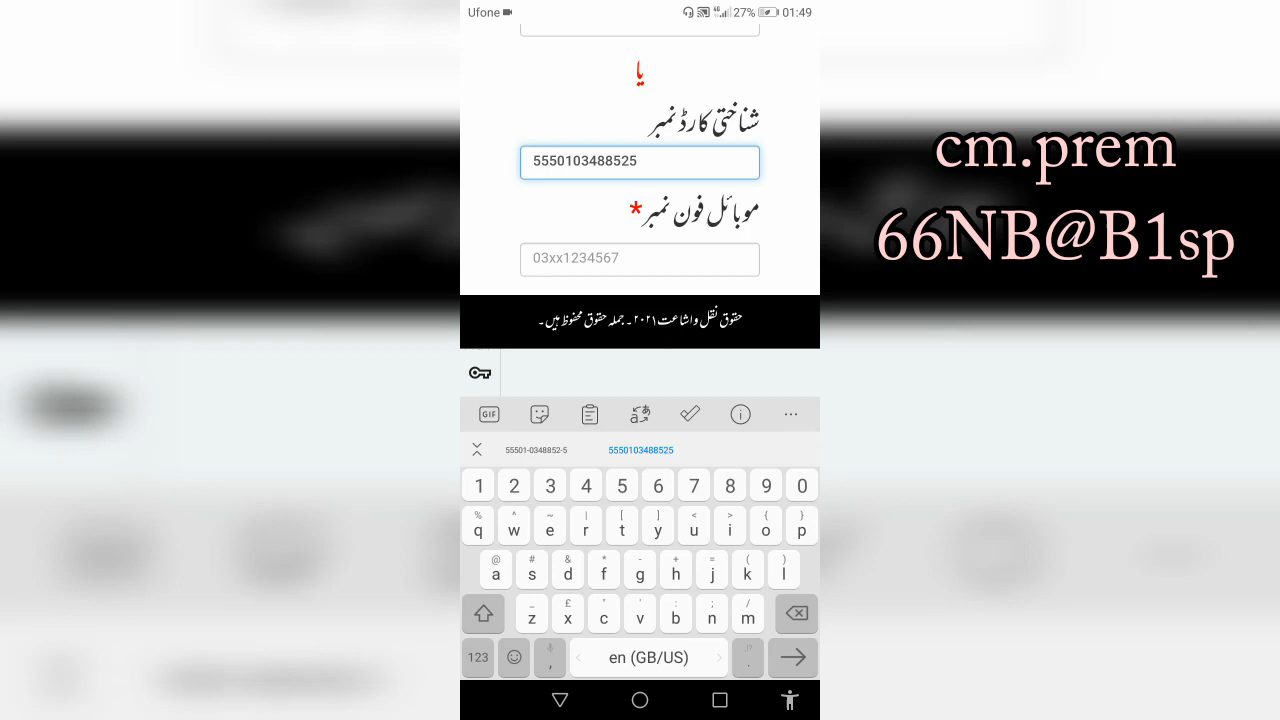 Ufone 4G 27% 01:49
یا
شناختی کارڈ نمبر
5550103488525
موبائل فون نمبر *
03xx1234567
حقوق نقل و اشاعت ۲۰۲۱ ۔ جملہ حقوق محفوظ ہیں ۔
GIF
55501-0348852-5 5550103488525
1 2 3 4 5 6 7 8 9 0
% ^ ~ | [ ] < > { }
q w e r t y u i o p
@ # & * - + = ( )
a s d f g h j k l
_ £ " ' : ; /
z x c v b n m
123 , en (GB/US) .
cm.prem
66NB@B1sp